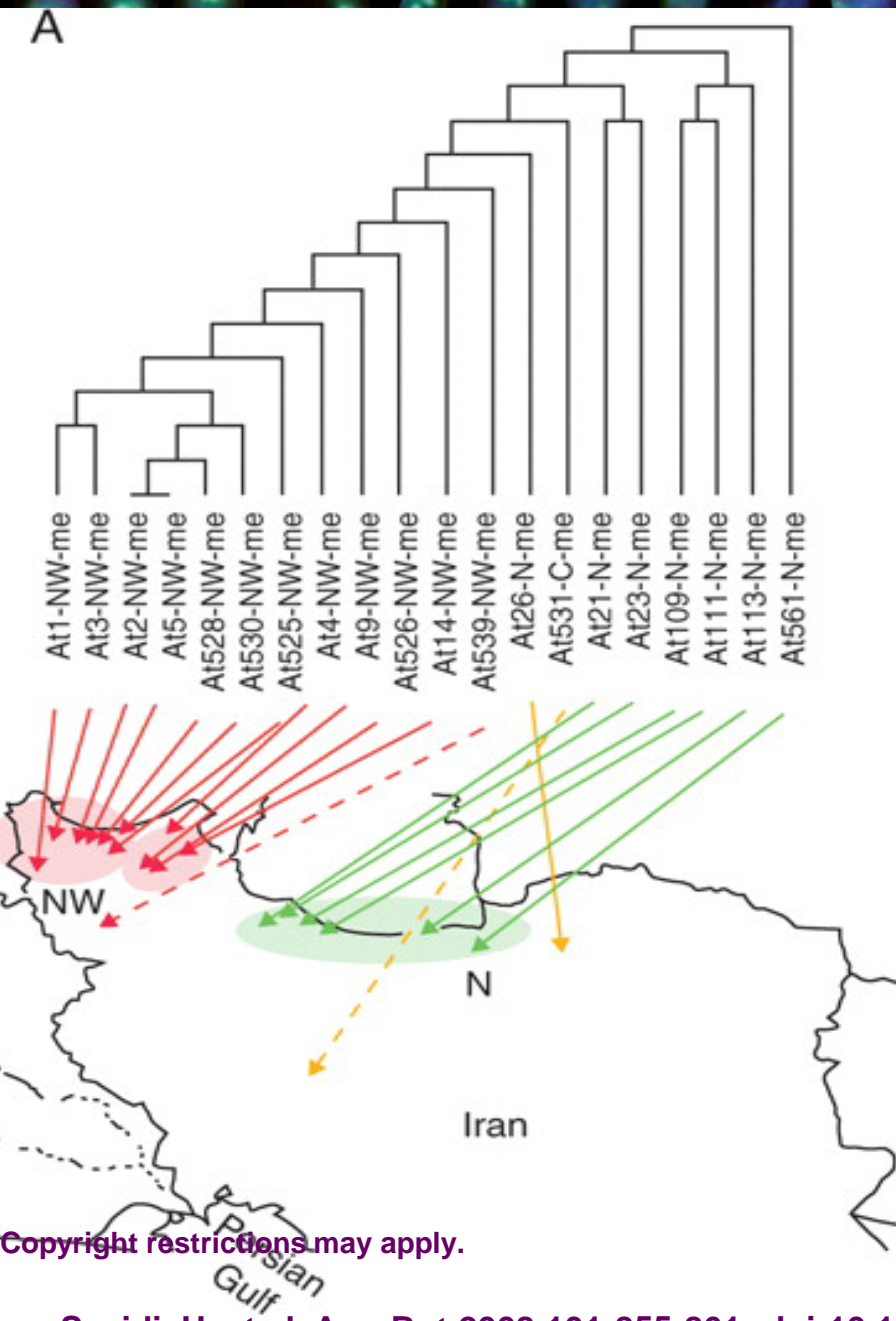 A
At1-NW-me
At3-NW-me
At2-NW-me
At5-NW-me
At528-NW-me
At530-NW-me
At525-NW-me
At4-NW-me
At9-NW-me
At526-NW-me
At14-NW-me
At539-NW-me
At26-N-me
At531-C-me
At21-N-me
At23-N-me
At109-N-me
At111-N-me
At113-N-me
At561-N-me
NW
N
Iran
Persian
Gulf
Copyright restrictions may apply.